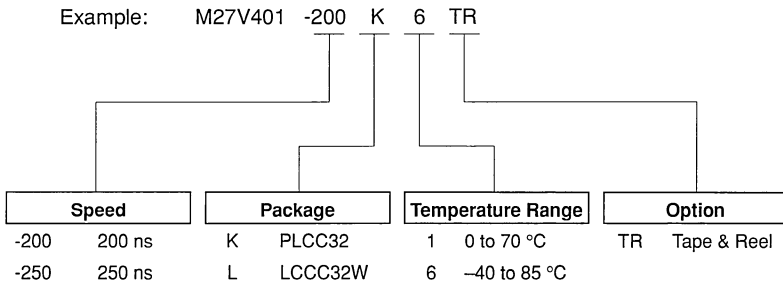 Example: M27V401 -200 K 6 TR
Speed Package Temperature Range Option
-200 200 ns K PLCC32 1 0 to 70 °C TR Tape & Reel
-250 250 ns L LCCC32W 6 –40 to 85 °C